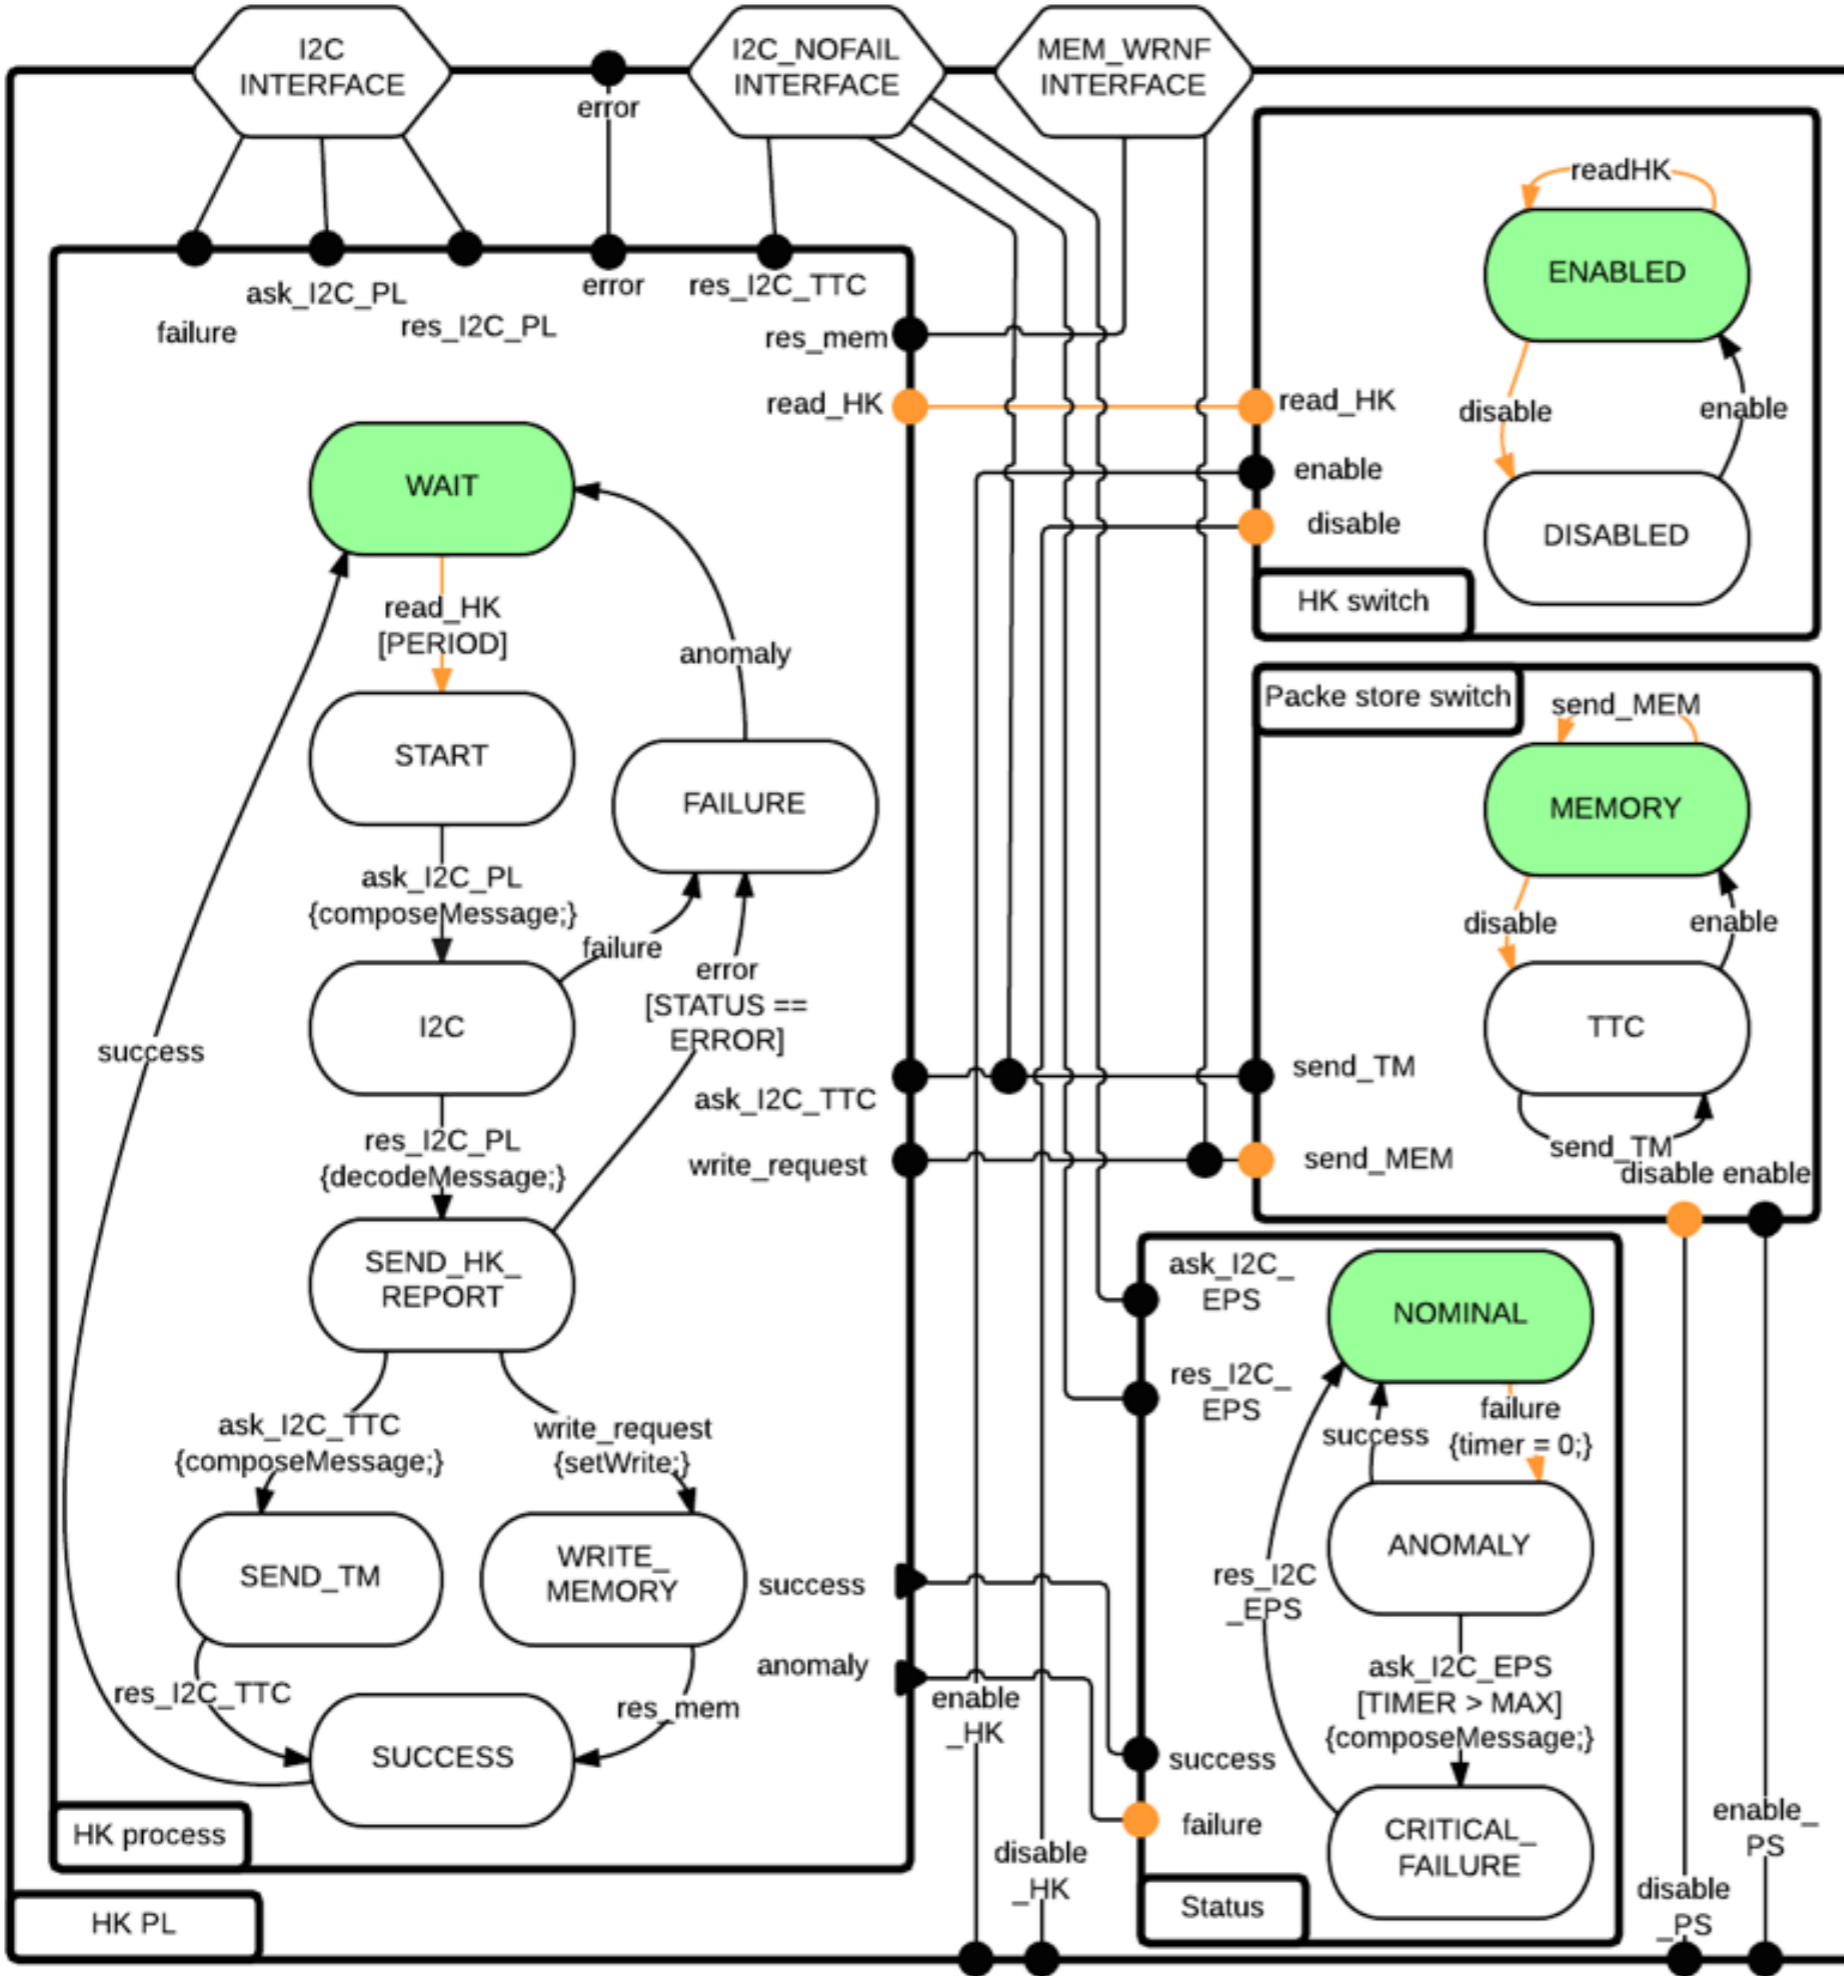 I2C
INTERFACE
error
I2C_NOFAIL
INTERFACE
MEM_WRNF
INTERFACE
failure
ask_I2C_PL
res_I2C_PL
error
res_I2C_TTC
res_mem
read_HK
WAIT
read_HK
[PERIOD]
START
anomaly
FAILURE
ask_I2C_PL
{composeMessage;}
failure
error
[STATUS ==
ERROR]
I2C
success
res_I2C_PL
{decodeMessage;}
ask_I2C_TTC
write_request
SEND_HK_
REPORT
ask_I2C_TTC
{composeMessage;}
write_request
{setWrite;}
SEND_TM
WRITE_
MEMORY
success
anomaly
res_I2C_TTC
res_mem
SUCCESS
HK process
HK PL
readHK
ENABLED
read_HK
disable
enable
enable
disable
DISABLED
HK switch
Packe store switch
send_MEM
MEMORY
disable
enable
TTC
send_TM
send_MEM
send_TM
disable enable
ask_I2C_
EPS
NOMINAL
res_I2C_
EPS
success
failure
{timer = 0;}
ANOMALY
res_I2C
_EPS
ask_I2C_EPS
[TIMER > MAX]
{composeMessage;}
success
failure
CRITICAL_
FAILURE
Status
enable
_HK
disable
_HK
disable
_PS
enable_
PS